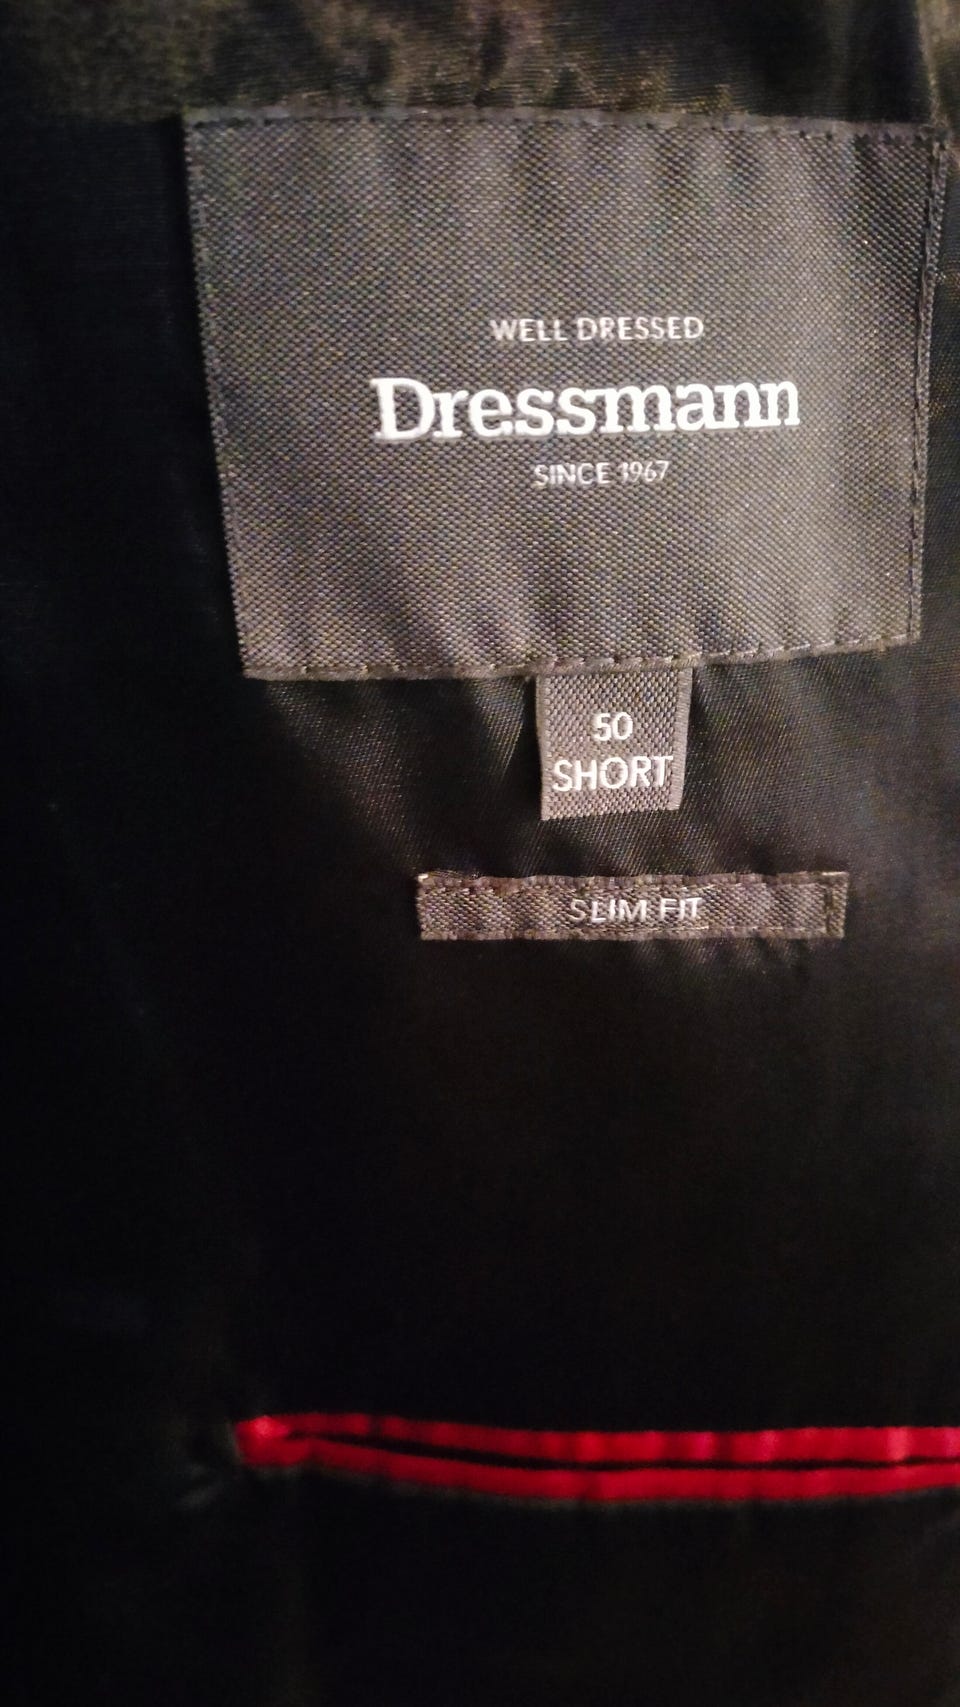 WELL DRESSED
Dressmann
SINCE 1967
50
SHORT
SLIM FIT